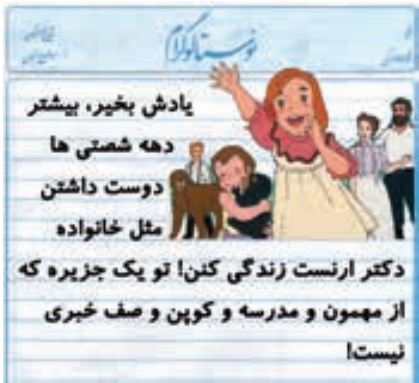 نوستالوگرام
یادش بخیر، بیشتر
دهه شصتی ها
دوست داشتن
مثل خانواده
دکتر ارنست زندگی کنن! تو یک جزیره که
از مهمون و مدرسه و کوپن و صف خبری
نیست!